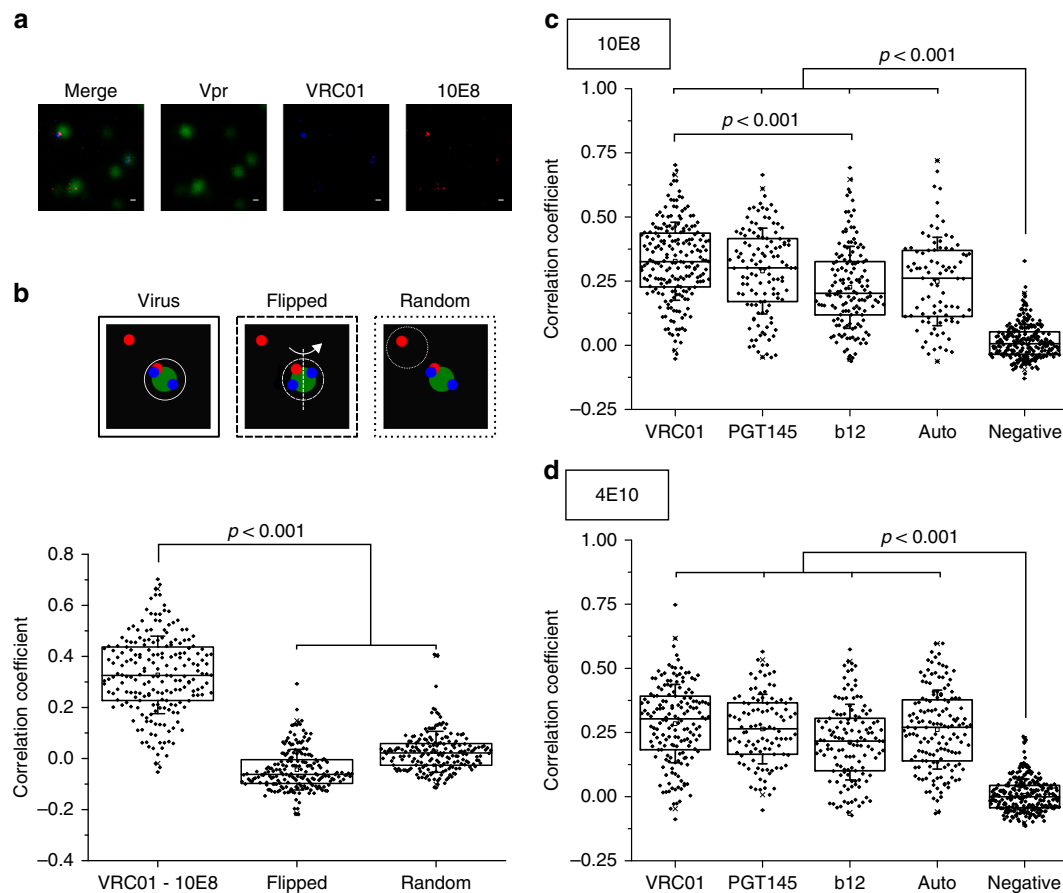 a
Merge Vpr VRC01 10E8
b
Virus Flipped Random
p < 0.001
Correlation coefficient
0.8
0.6
0.4
0.2
0.0
−0.2
−0.4
VRC01 - 10E8 Flipped Random
c
10E8
p < 0.001
p < 0.001
Correlation coefficient
1.00
0.75
0.50
0.25
0.00
−0.25
VRC01 PGT145 b12 Auto Negative
d
4E10
p < 0.001
Correlation coefficient
1.00
0.75
0.50
0.25
0.00
−0.25
VRC01 PGT145 b12 Auto Negative